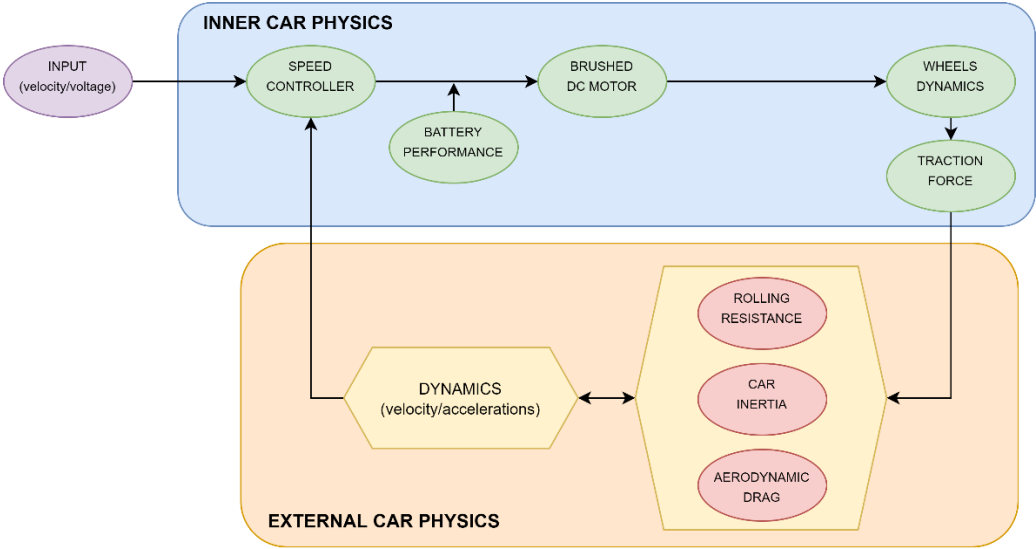 INNER CAR PHYSICS
INPUT
(velocity/voltage)
SPEED
CONTROLLER
BRUSHED
DC MOTOR
WHEELS
DYNAMICS
BATTERY
PERFORMANCE
TRACTION
FORCE
ROLLING
RESISTANCE
DYNAMICS
(velocity/accelerations)
CAR
INERTIA
AERODYNAMIC
DRAG
EXTERNAL CAR PHYSICS